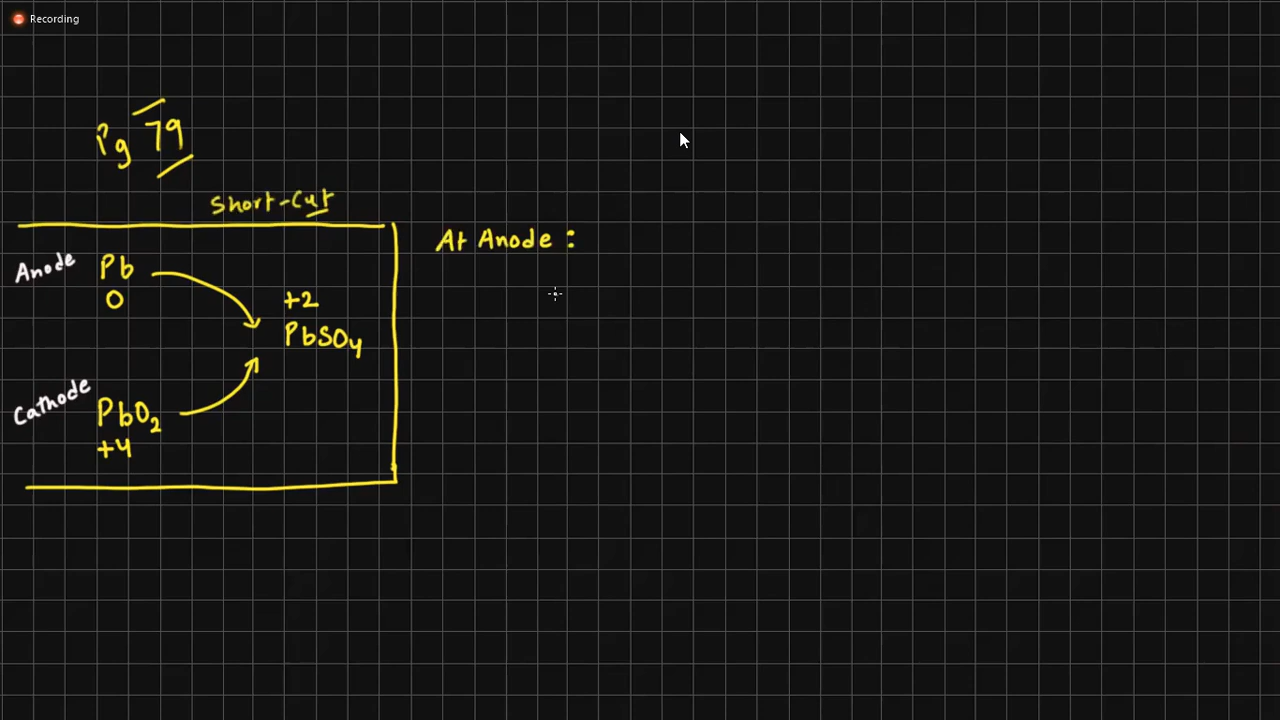 Recording
Pg 79
Short-Cut
At Anode :
Anode Pb
0
+2
PbSO4
Cathode PbO2
+4